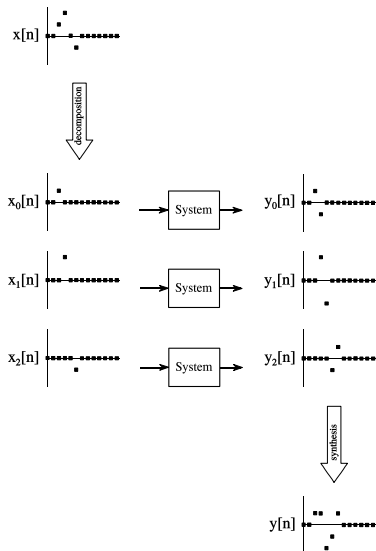 x[n]
decomposition
x₀[n]
System
y₀[n]
x₁[n]
System
y₁[n]
x₂[n]
System
y₂[n]
synthesis
y[n]